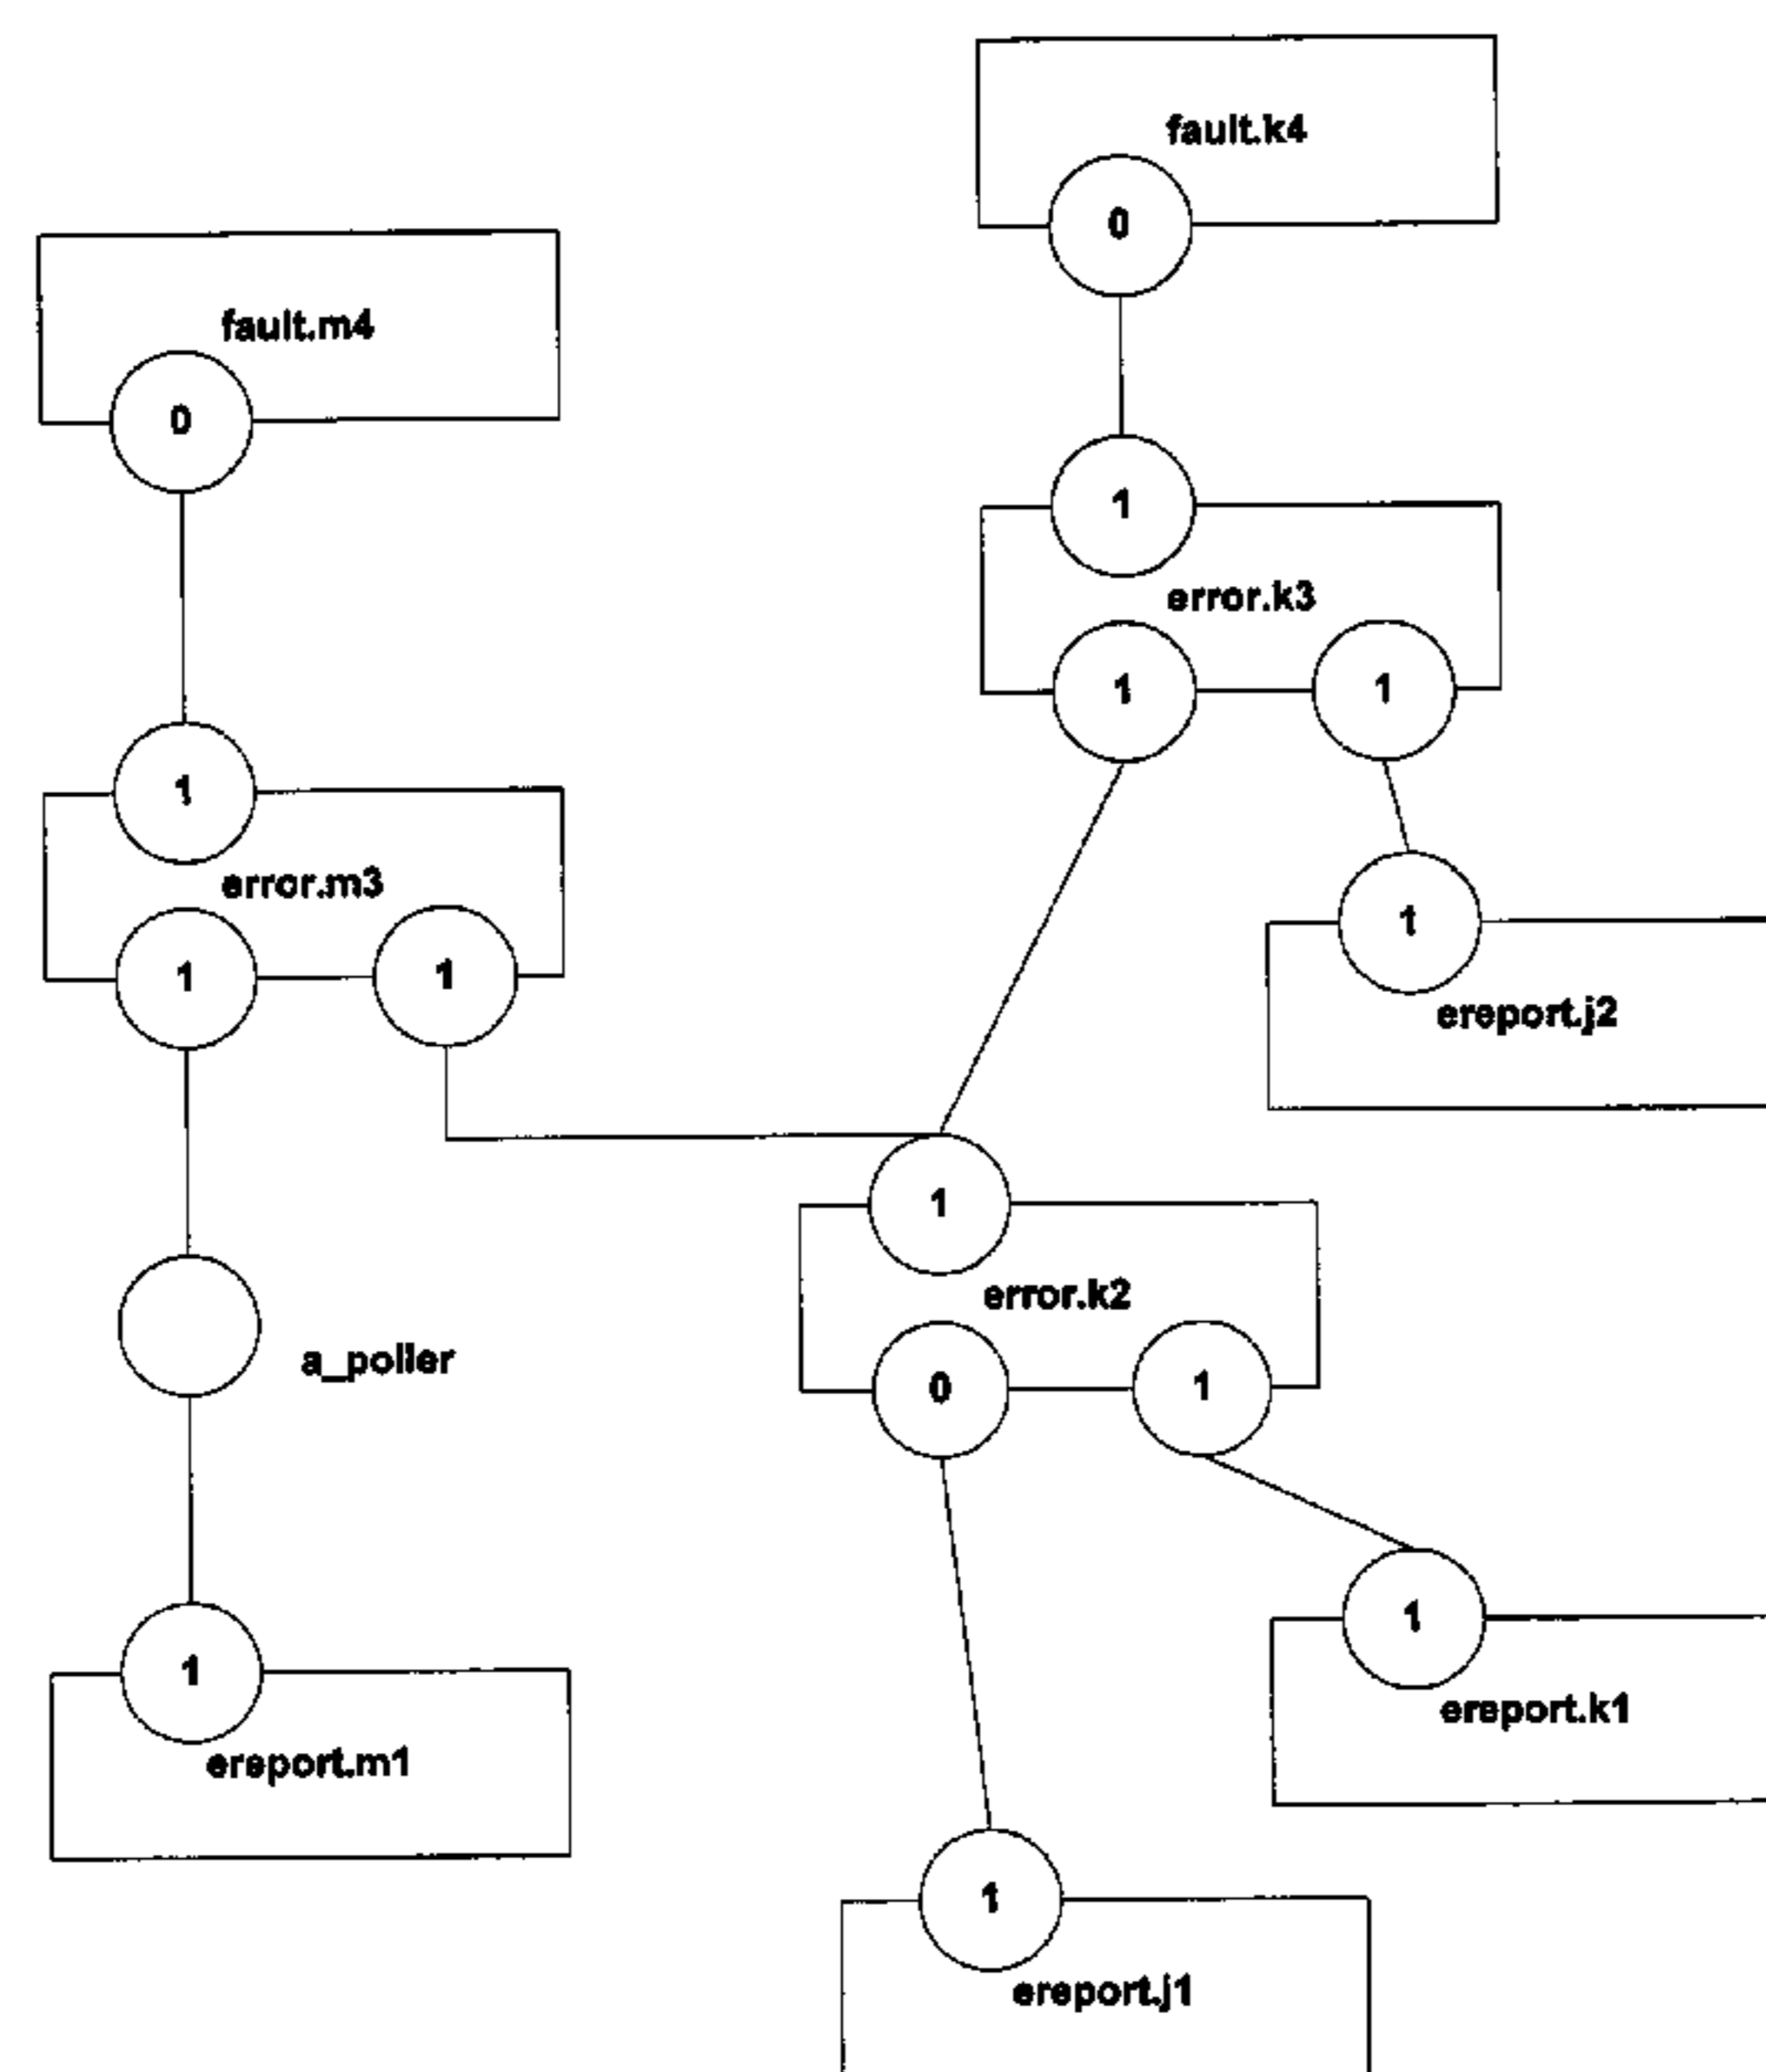 fault.k4
0
fault.m4
0
1
error.k3
1 1
1
error.m3
1 1
1
ereport.j2
1
error.k2
0 1
a_poller
1
ereport.k1
1
ereport.m1
1
ereport.j1